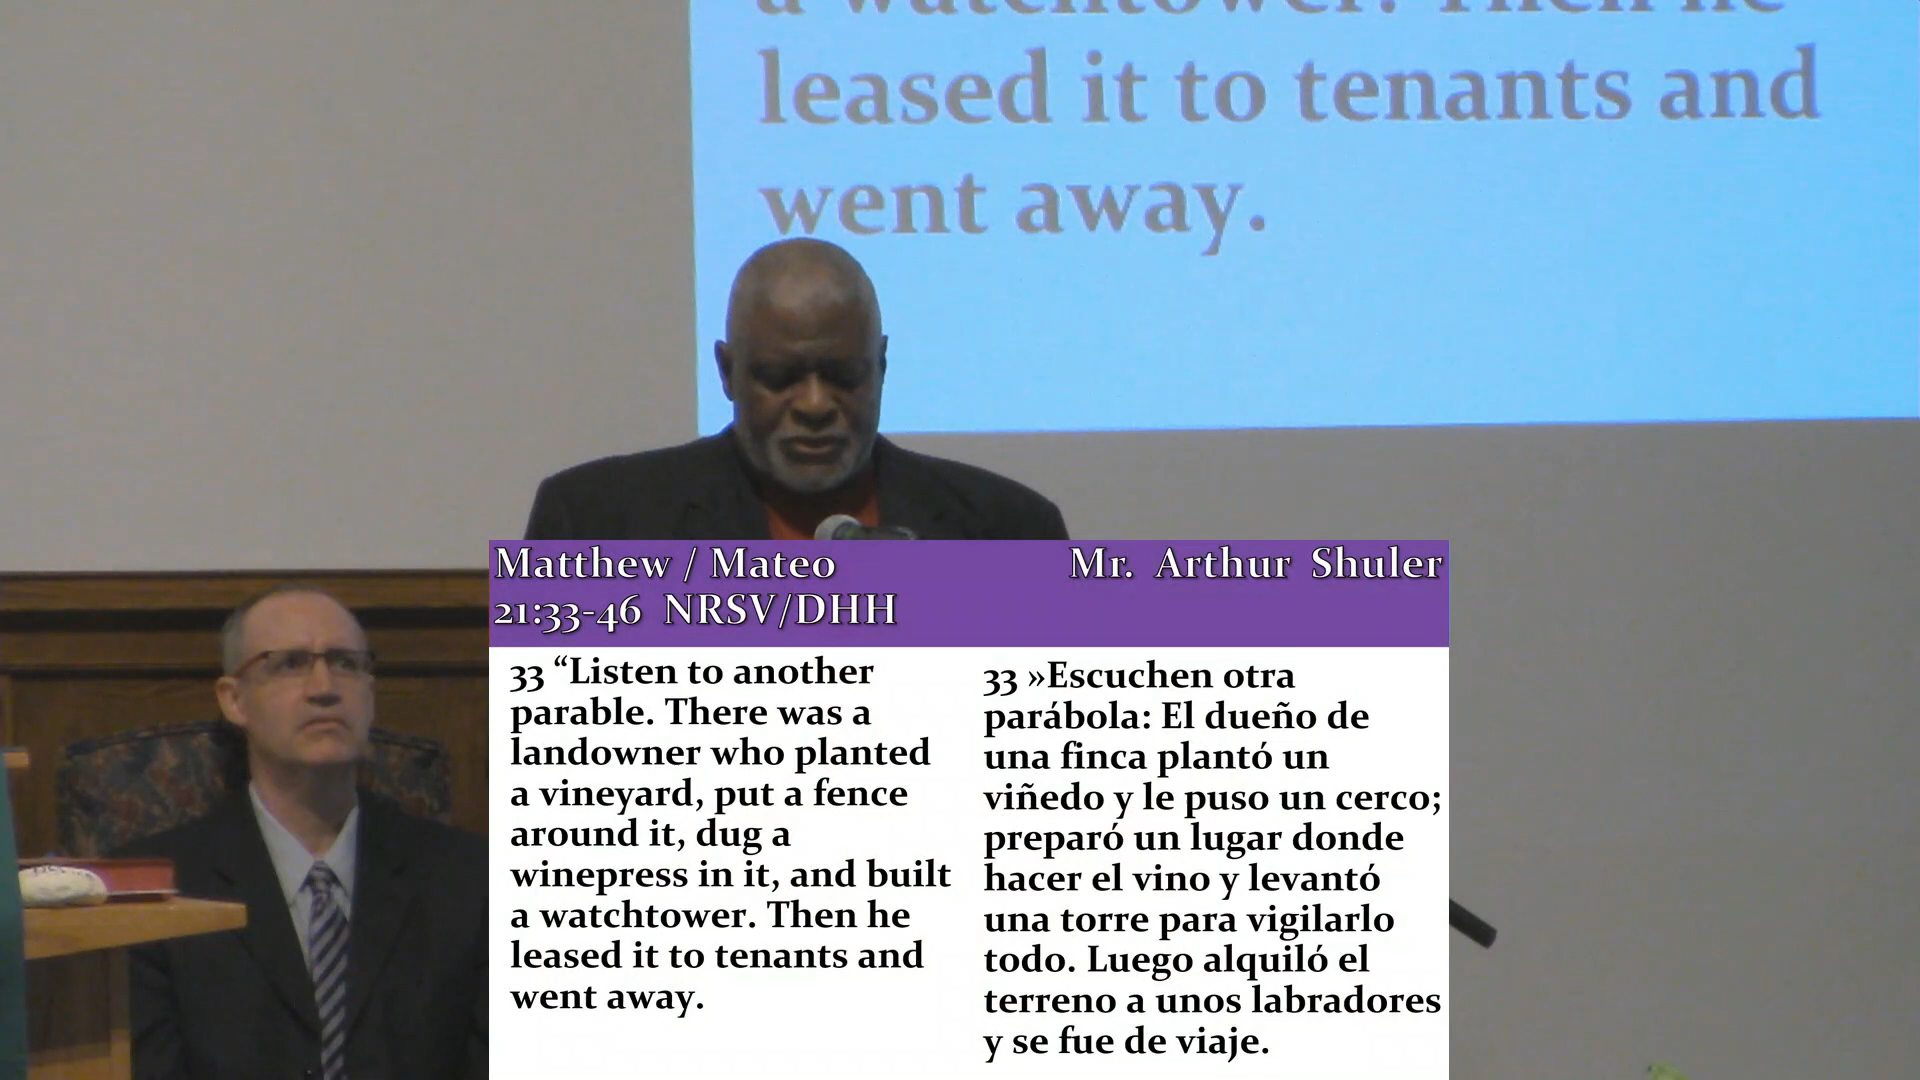 a watchtower. Then he
leased it to tenants and
went away.
Matthew / Mateo
21:33-46 NRSV/DHH
Mr. Arthur Shuler
33 “Listen to another
parable. There was a
landowner who planted
a vineyard, put a fence
around it, dug a
winepress in it, and built
a watchtower. Then he
leased it to tenants and
went away.
33 »Escuchen otra
parábola: El dueño de
una finca plantó un
viñedo y le puso un cerco;
preparó un lugar donde
hacer el vino y levantó
una torre para vigilarlo
todo. Luego alquiló el
terreno a unos labradores
y se fue de viaje.